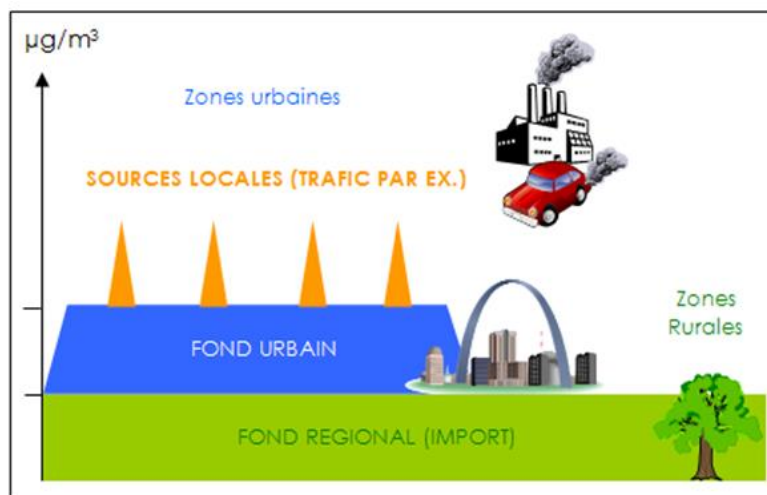 µg/m³
Zones urbaines
SOURCES LOCALES (TRAFIC PAR EX.)
Zones
Rurales
FOND URBAIN
FOND REGIONAL (IMPORT)